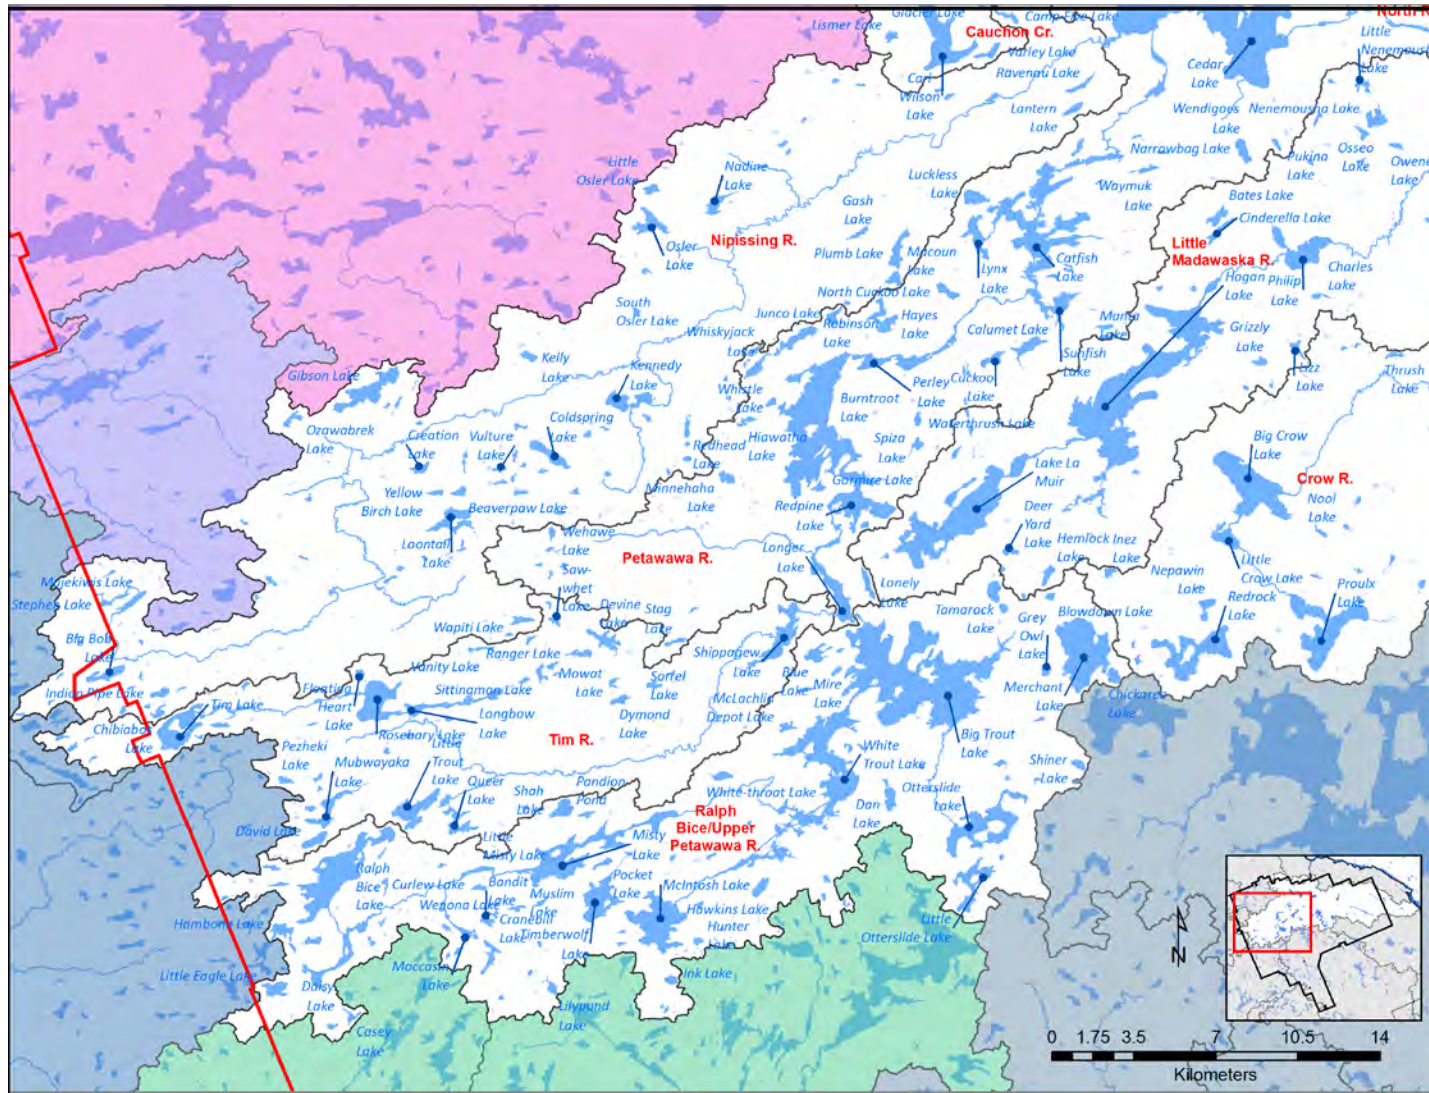 Glacier Lake
Camp Five Lake
North R
Lismer Lake
Cauchon Cr.
Little
Nenemousha
Lake
Varley Lake
Cedar
Lake
Carl
Wilson
Lake
Ravenau Lake
Lantern
Lake
Wendigoes
Lake
Nenemousha Lake
Narrowbag Lake
Pukina
Lake
Osseo
Lake
Owene
Lake
Little
Osler Lake
Nadine
Lake
Luckless
Lake
Waymuk
Lake
Bates Lake
Gash
Lake
Cinderella Lake
Osler
Lake
Nipissing R.
Plumb Lake
Macoun
Lake
Lynx
Lake
Catfish
Lake
Little
Madawaska R.
Hogan
Lake
Philip
Lake
Charles
Lake
North Cuckoo Lake
South
Osler Lake
Junco Lake
Robinson
Lake
Hayes
Lake
Calumet Lake
Manta
Lake
Grizzly
Lake
Whiskyjack
Lake
Sunfish
Lake
Lizz
Lake
Thrush
Lake
Kelly
Lake
Kennedy
Lake
Gibson Lake
Whistle
Lake
Perley
Lake
Cuckoo
Lake
Burntroot
Lake
Waterthrush Lake
Ozawabrek
Lake
Creation
Lake
Vulture
Lake
Coldspring
Lake
Redhead
Lake
Hiawatha
Lake
Spiza
Lake
Big Crow
Lake
Lake La
Muir
Garmire Lake
Crow R.
Nool
Lake
Yellow
Birch Lake
Beaverpaw Lake
Minnehaha
Lake
Redpine
Lake
Deer
Yard
Lake
Hemlock
Lake
Inez
Lake
Loontail
Lake
Wehawe
Lake
Petawawa R.
Longer
Lake
Little
Crow Lake
Saw-
whet
Lake
Majekiwis Lake
Stephen Lake
Lonely
Lake
Nepawin
Lake
Redrock
Lake
Proulx
Lake
Devine
Lake
Stag
Lake
Tamarack
Lake
Grey
Owl
Lake
Blowdown Lake
Wapiti Lake
Big Bob
Lake
Ranger Lake
Shippagew
Lake
Vanity Lake
Mowat
Lake
Sorrel
Lake
Blue
Lake
Mire
Lake
Merchant
Lake
Chickaree
Lake
Indian Pipe Lake
Floating
Heart
Lake
Sittingman Lake
McLachlin
Depot Lake
Tim Lake
Chibiabos
Lake
Longbow
Lake
Dymond
Lake
Rosebary Lake
Tim R.
Big Trout
Lake
Pezheki
Lake
Mubwayaka
Lake
Little
Trout
Lake
Queer
Lake
White
Trout Lake
Shiner
Lake
Shah
Lake
Pandion
Pond
White-throat Lake
Otterslide
Lake
Dan
Lake
David Lake
Ralph
Bice/Upper
Petawawa R.
Little
Misty Lake
Misty
Lake
Ralph
Bice
Lake
Curlew Lake
Bandit
Lake
Pocket
Lake
McIntosh Lake
Wenona Lake
Muslim
Lake
Hawkins Lake
Cranebill
Lake
Timberwolf
Lake
Hunter
Lake
Little
Otterslide Lake
Hambone Lake
Moccasin
Lake
Little Eagle Lake
Ink Lake
Daisy
Lake
Lilypond
Lake
Casey
Lake
N
0 1.75 3.5 7 10.5 14
Kilometers